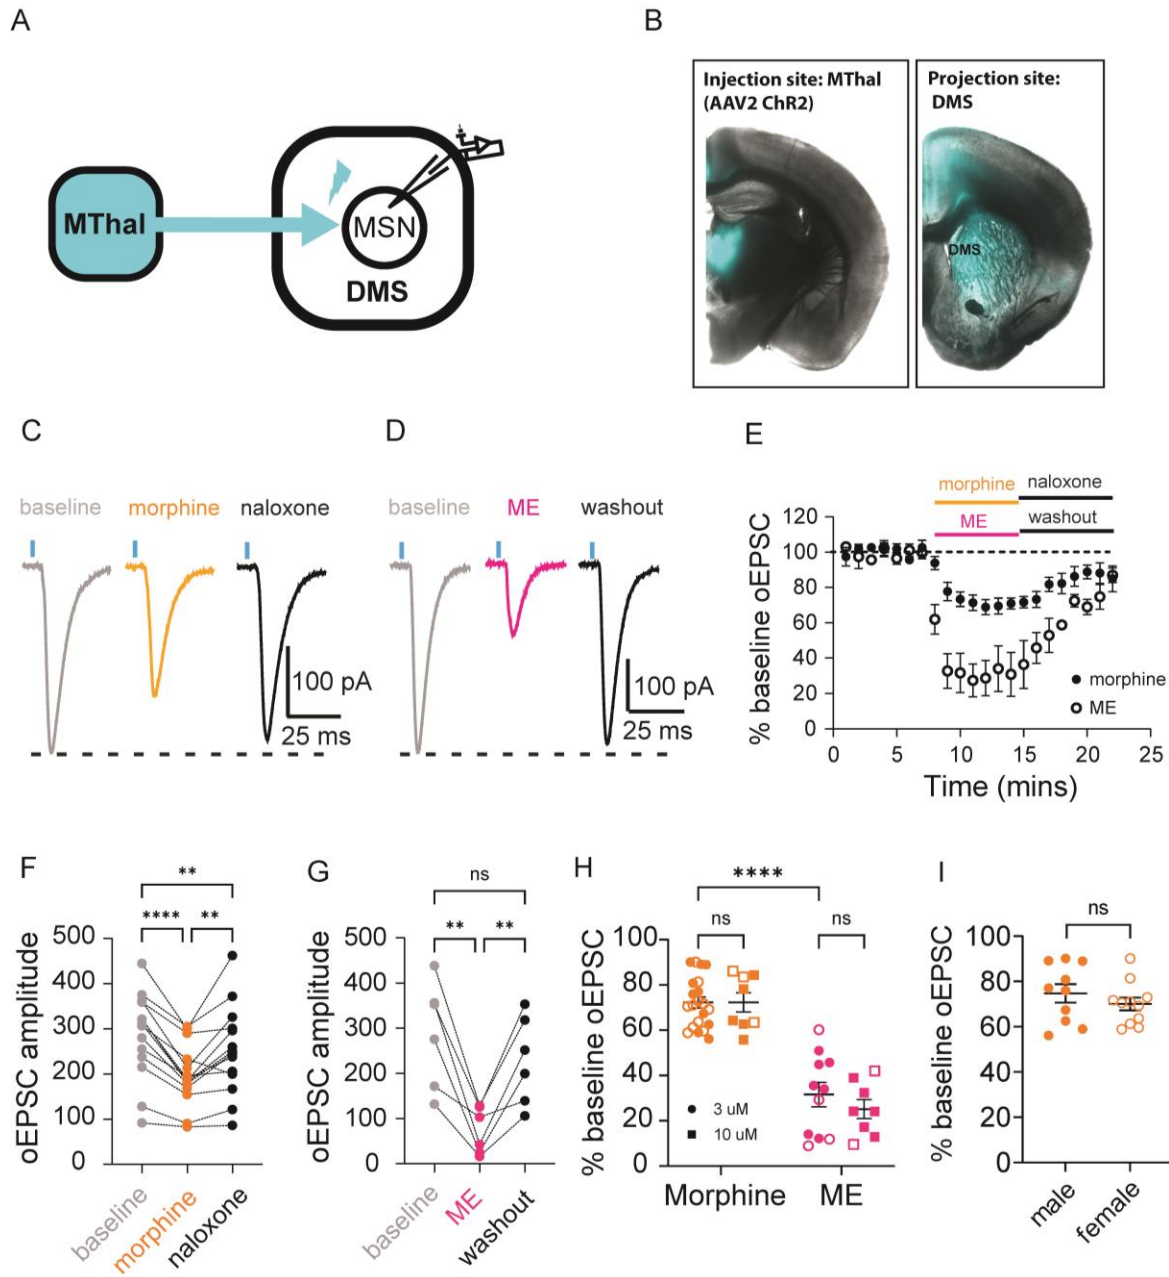 A
B
MThal
MSN
DMS
Injection site: MThal
(AAV2 ChR2)
Projection site:
DMS
DMS
C
D
E
baseline
morphine
naloxone
100 pA
25 ms
baseline
ME
washout
100 pA
25 ms
morphine
naloxone
ME
washout
% baseline oEPSC
120
100
80
60
40
20
0
morphine
ME
0
5
10
15
20
25
Time (mins)
F
G
H
I
oEPSC amplitude
**
****
**
500
400
300
200
100
0
baseline
morphine
naloxone
oEPSC amplitude
ns
**
**
500
400
300
200
100
0
baseline
ME
washout
% baseline oEPSC
****
ns
ns
100
80
60
40
20
0
3 uM
10 uM
Morphine
ME
% baseline oEPSC
ns
100
80
60
40
20
0
male
female